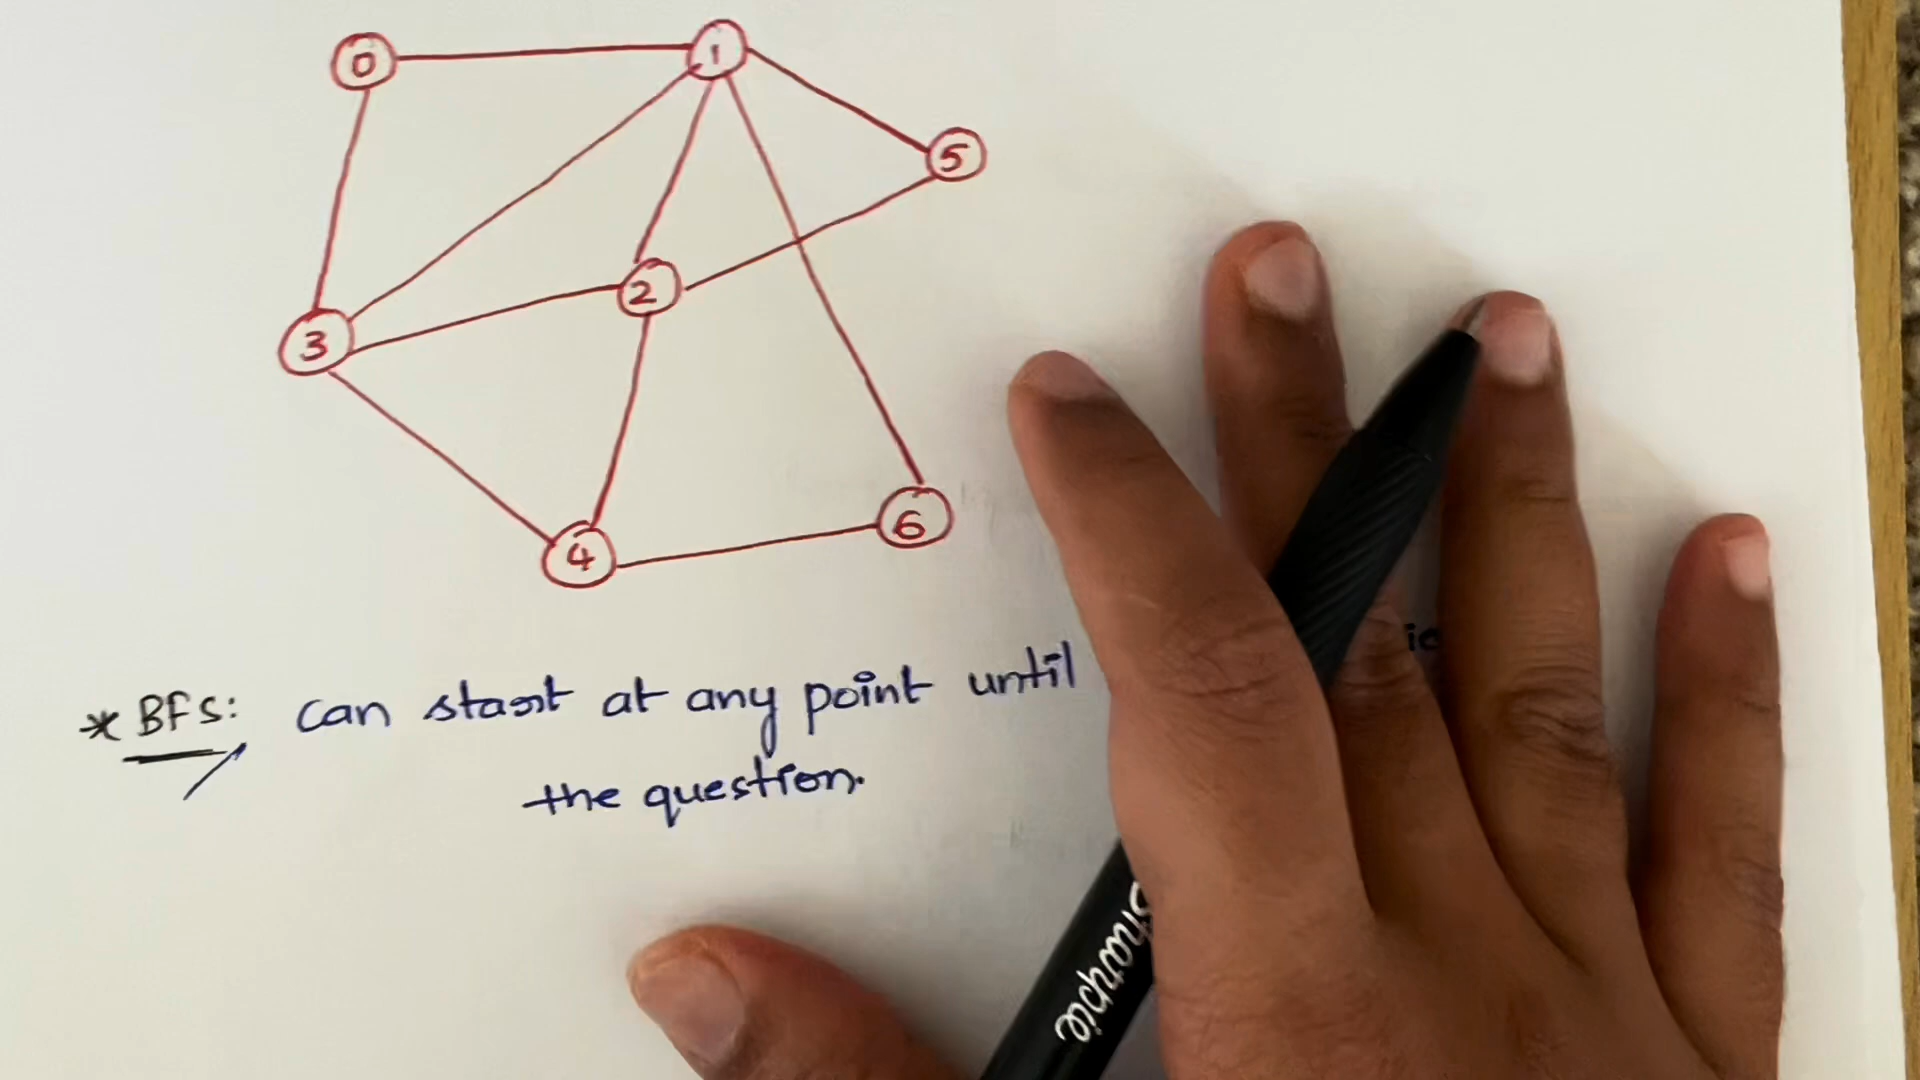 0
1
5
2
3
4
6
* BFS: can start at any point until
the question.
Sharpie